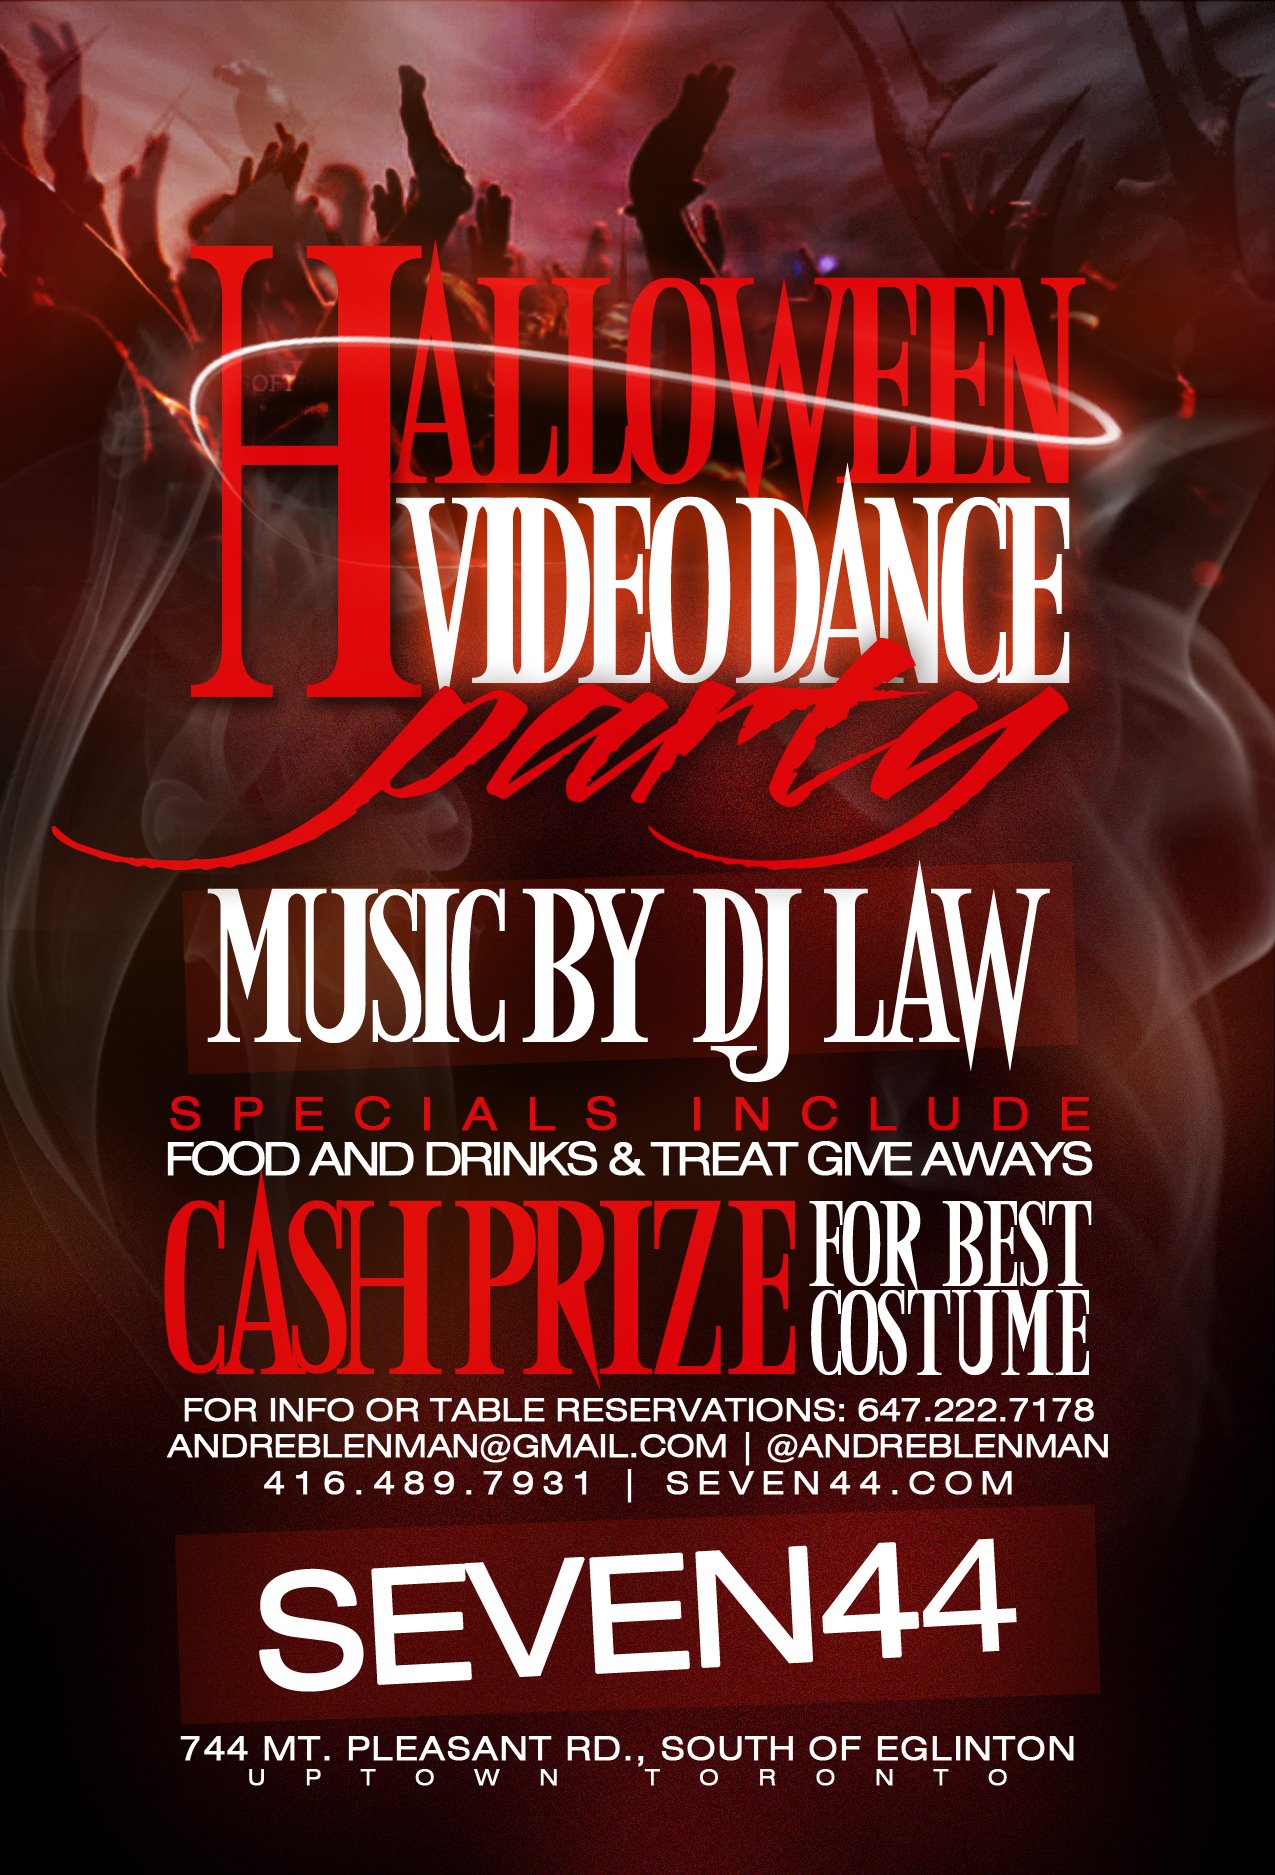 HALLOWEEN
VIDEO DANCE
party
MUSIC BY DJ LAW
SPECIALS INCLUDE
FOOD AND DRINKS & TREAT GIVE AWAYS
CASH PRIZE FOR BEST
COSTUME
FOR INFO OR TABLE RESERVATIONS: 647.222.7178
ANDREBLENMAN@GMAIL.COM | @ANDREBLENMAN
416.489.7931 | SEVEN44.COM
SEVEN44
744 MT. PLEASANT RD., SOUTH OF EGLINTON
UPTOWN TORONTO